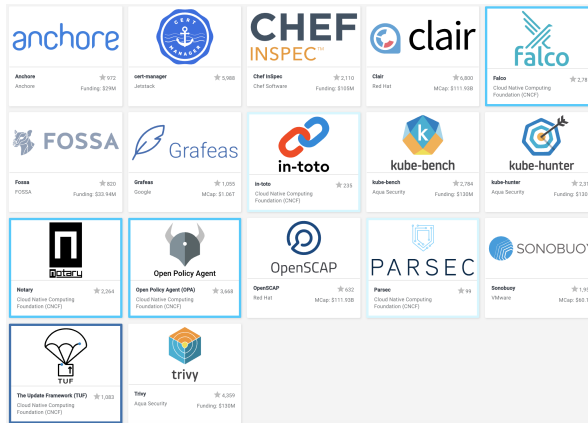 anchore
Anchore
972
Anchore
Funding: $29M
CERT
MANAGER
cert-manager
5,988
Jetstack
CHEF
INSPEC™
Chef InSpec
2,110
Chef Software
Funding: $105M
clair
Clair
6,800
Red Hat
MCap: $111.93B
falco
Falco
2,78
Cloud Native Computing
Foundation (CNCF)
FOSSA
Fossa
820
FOSSA
Funding: $33.94M
Grafeas
Grafeas
1,055
Google
MCap: $1.06T
in-toto
in-toto
235
Cloud Native Computing
Foundation (CNCF)
k
kube-bench
kube-bench
2,784
Aqua Security
Funding: $130M
kube-hunter
kube-hunter
Aqua Security
Funding: $130M
notary
Notary
2,264
Cloud Native Computing
Foundation (CNCF)
Open Policy Agent
Open Policy Agent (OPA)
3,668
Cloud Native Computing
Foundation (CNCF)
OpenSCAP
OpenSCAP
632
Red Hat
MCap: $111.93B
PARSEC
Parsec
99
Cloud Native Computing
Foundation (CNCF)
SONOBUOY
Sonobuoy
VMware
TUF
The Update Framework (TUF)
1,082
Cloud Native Computing
Foundation (CNCF)
trivy
Trivy
4,359
Aqua Security
Funding: $130M